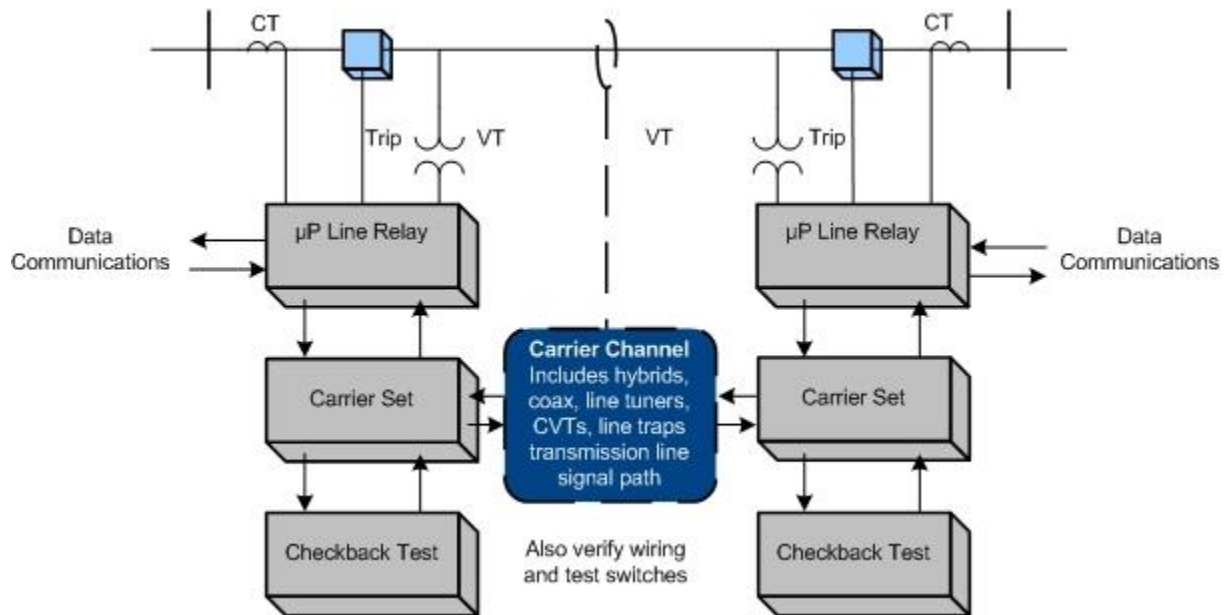 CT
CT
Trip
VT
VT
Trip
µP Line Relay
µP Line Relay
Data
Communications
Data
Communications
Carrier Channel
Includes hybrids,
coax, line tuners,
CVTs, line traps
transmission line
signal path
Carrier Set
Carrier Set
Checkback Test
Also verify wiring
and test switches
Checkback Test